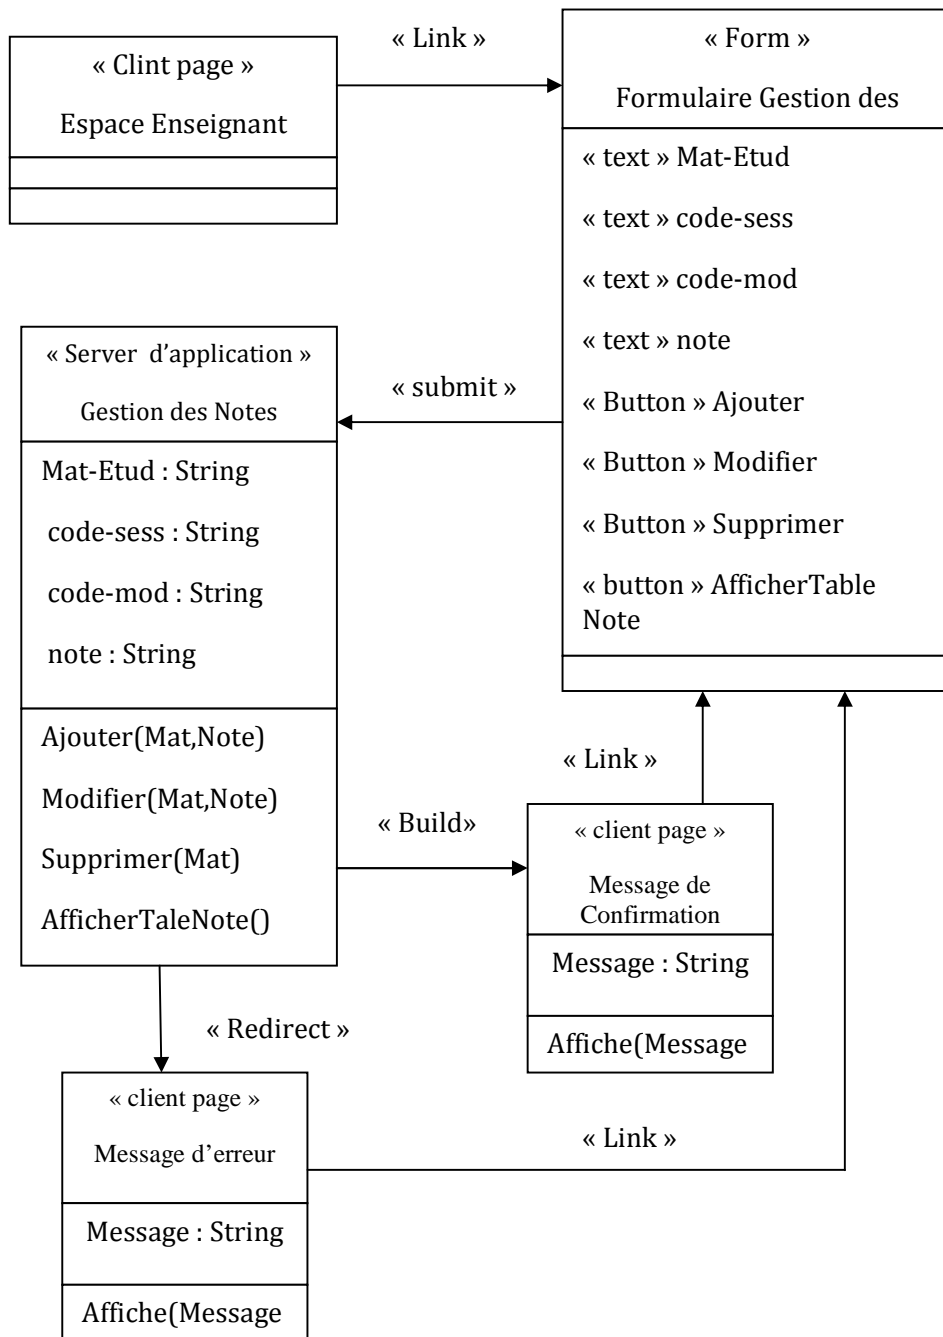 « Link »
« Clint page »
Espace Enseignant
« Form »
Formulaire Gestion des
« text » Mat-Etud
« text » code-sess
« text » code-mod
« text » note
« Button » Ajouter
« Button » Modifier
« Button » Supprimer
« button » AfficherTable
Note
« submit »
« Server d’application »
Gestion des Notes
Mat-Etud : String
code-sess : String
code-mod : String
note : String
Ajouter(Mat,Note)
Modifier(Mat,Note)
Supprimer(Mat)
AfficherTaleNote()
« Build»
« Link »
« client page »
Message de
Confirmation
Message : String
Affiche(Message
« Redirect »
« client page »
Message d’erreur
Message : String
Affiche(Message
« Link »